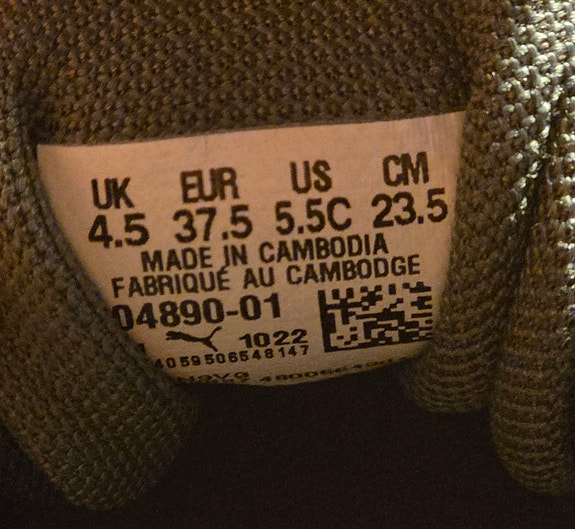 UK EUR US CM
4.5 37.5 5.5C 23.5
MADE IN CAMBODIA
FABRIQUÉ AU CAMBODGE
04890-01
1022
4059506548147